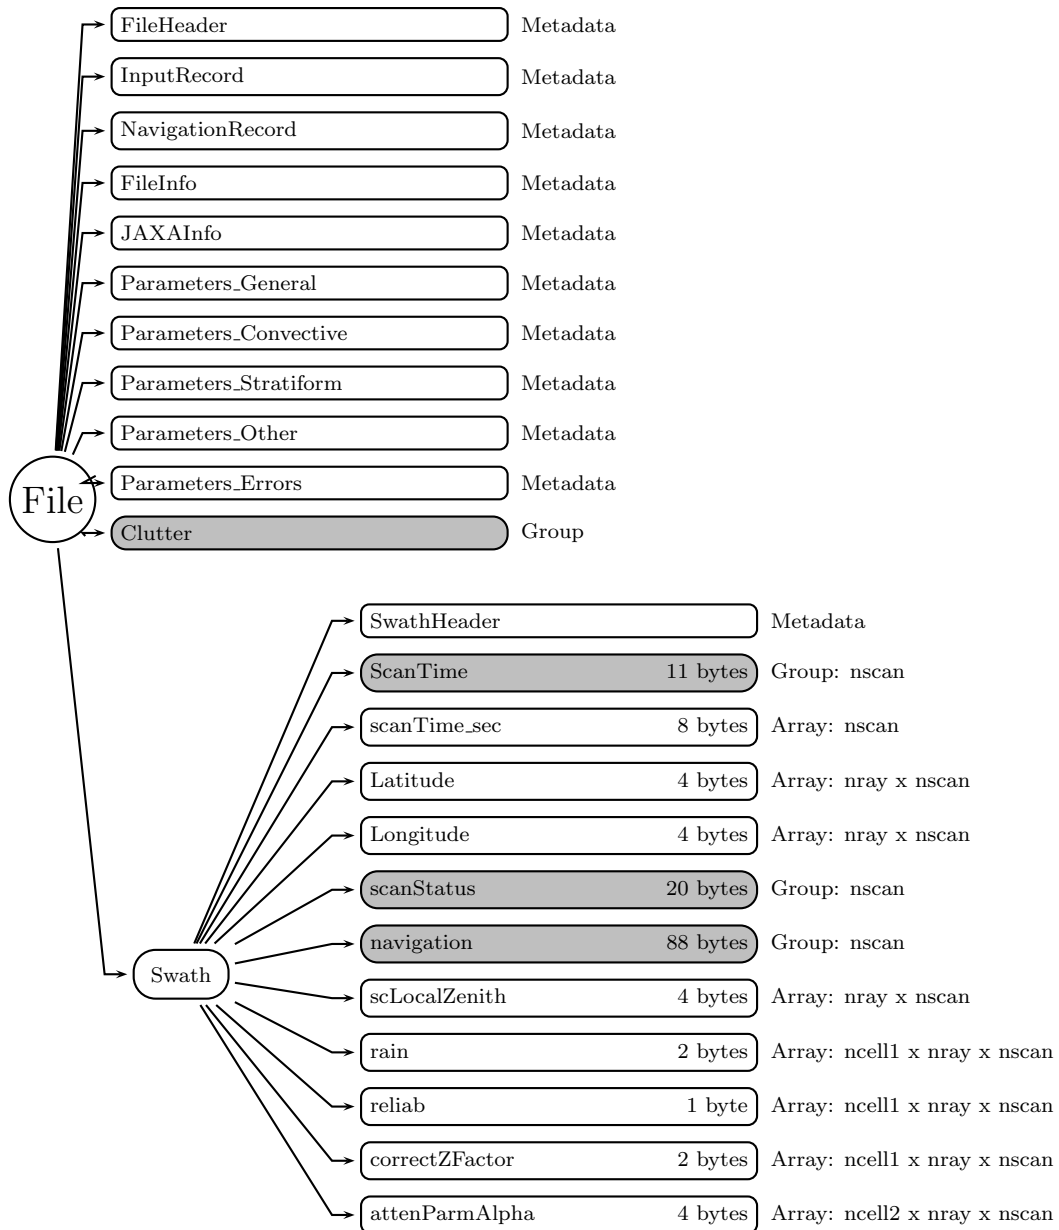 FileHeader Metadata
InputRecord Metadata
NavigationRecord Metadata
FileInfo Metadata
JAXAInfo Metadata
Parameters_General Metadata
Parameters_Convective Metadata
Parameters_Stratiform Metadata
Parameters_Other Metadata
Parameters_Errors Metadata
File
Clutter Group
SwathHeader Metadata
ScanTime 11 bytes Group: nscan
scanTime_sec 8 bytes Array: nscan
Latitude 4 bytes Array: nray x nscan
Longitude 4 bytes Array: nray x nscan
scanStatus 20 bytes Group: nscan
navigation 88 bytes Group: nscan
Swath
scLocalZenith 4 bytes Array: nray x nscan
rain 2 bytes Array: ncell1 x nray x nscan
reliab 1 byte Array: ncell1 x nray x nscan
correctZFactor 2 bytes Array: ncell1 x nray x nscan
attenParmAlpha 4 bytes Array: ncell2 x nray x nscan